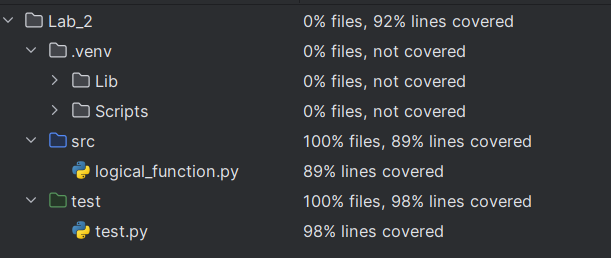 Lab_2 0% files, 92% lines covered
.venv 0% files, not covered
Lib 0% files, not covered
Scripts 0% files, not covered
src 100% files, 89% lines covered
logical_function.py 89% lines covered
test 100% files, 98% lines covered
test.py 98% lines covered